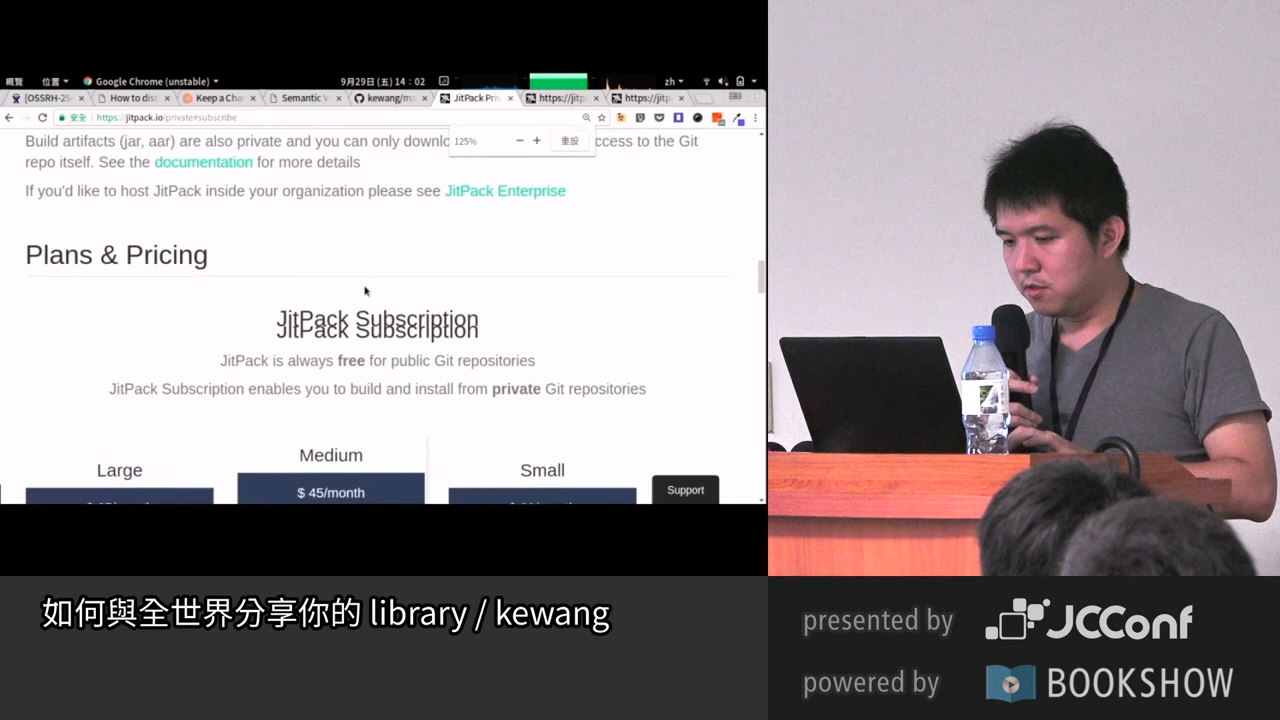 概覽 位置 Google Chrome (unstable) 9月29日 (五) 14：02 zh
[OSSRH-25 How to dis Keep a Cha Semantic V kewang/ma JitPack Priv https://jitp https://jitp
安全 https://jitpack.io/private#subscribe
Build artifacts (jar, aar) are also private and you can only downlo ccess to the Git
125% − + 重設
repo itself. See the documentation for more details
If you'd like to host JitPack inside your organization please see JitPack Enterprise
Plans & Pricing
JitPack Subscription
JitPack is always free for public Git repositories
JitPack Subscription enables you to build and install from private Git repositories
Large Medium Small
$ 45/month
Support
如何與全世界分享你的 library / kewang
presented by JCConf
powered by BOOKSHOW